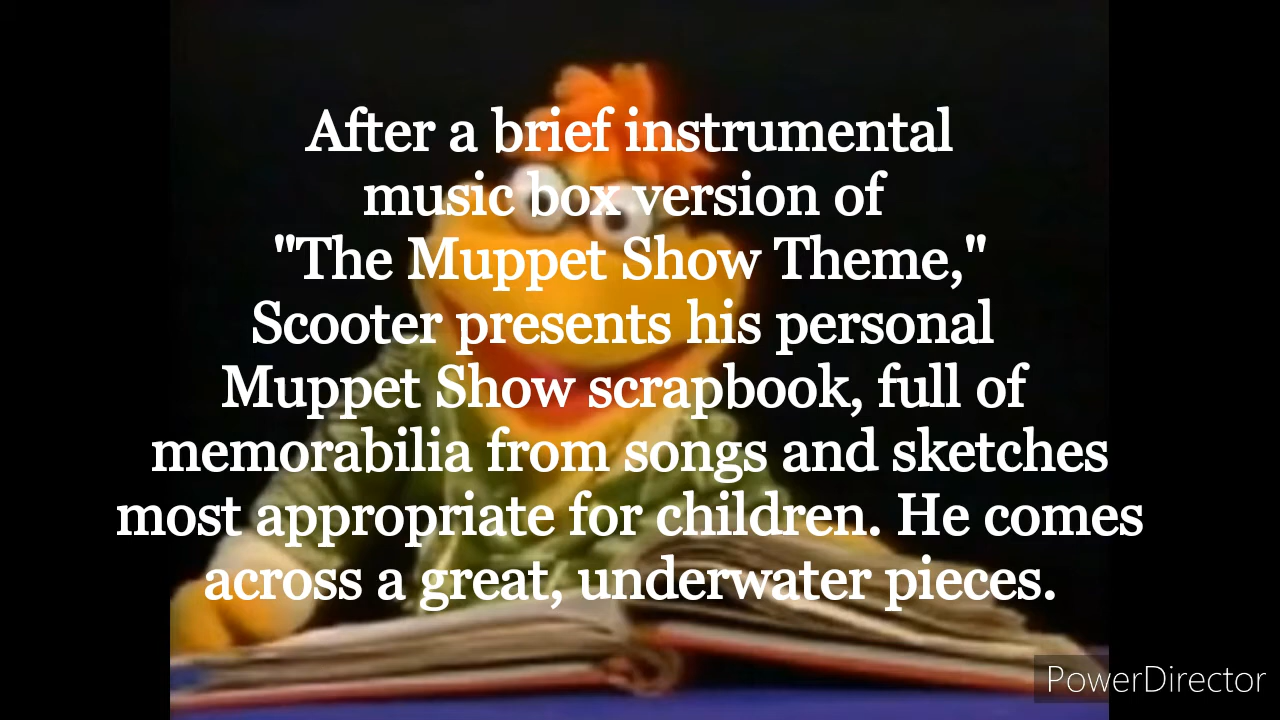 After a brief instrumental
music box version of
"The Muppet Show Theme,"
Scooter presents his personal
Muppet Show scrapbook, full of
memorabilia from songs and sketches
most appropriate for children. He comes
across a great, underwater pieces.
PowerDirector